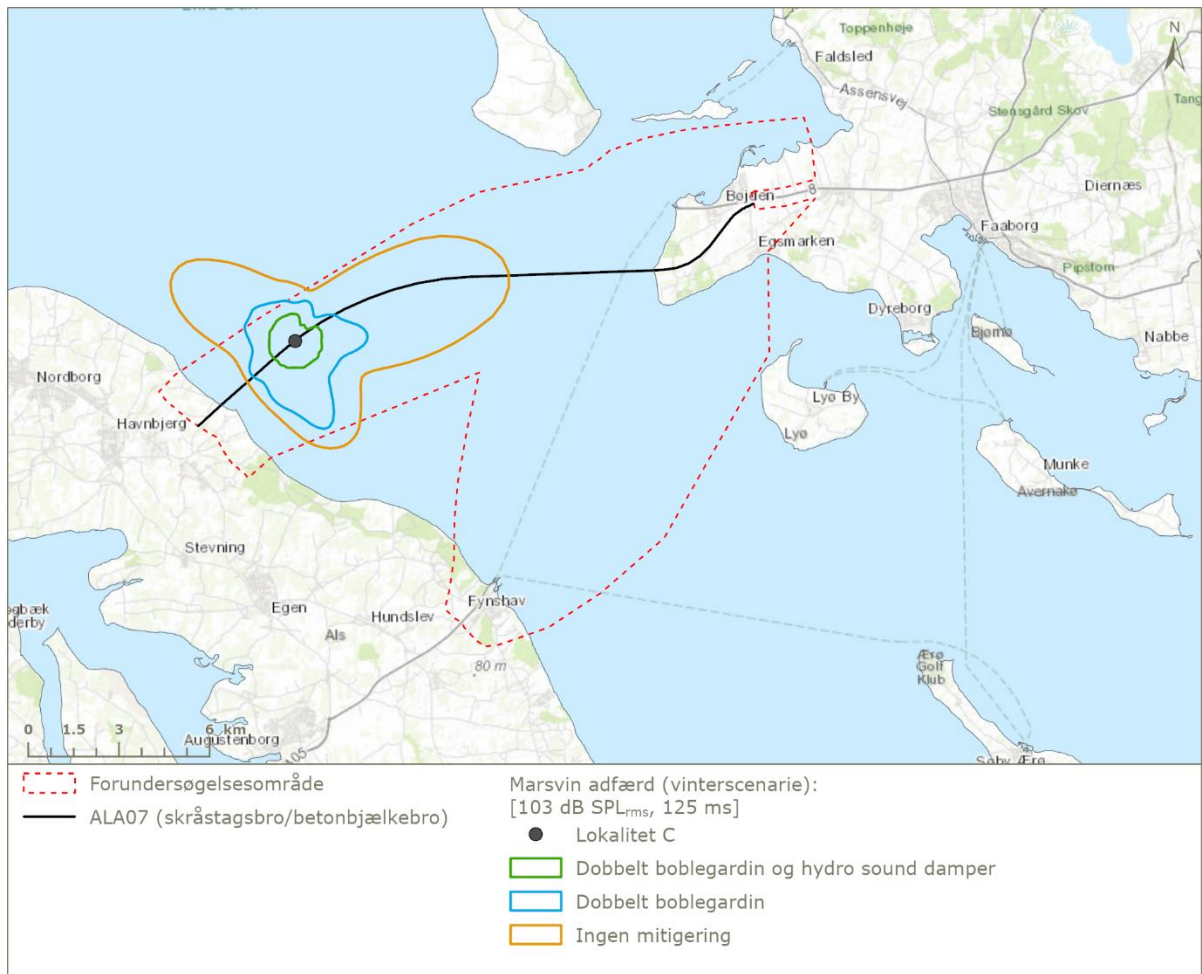 Toppenhøje
Faldsled
N
Assensvej
Stensgård Skov
Tang
Bøjden
8
Diernæs
Egsmarken
Faaborg
Pipstorn
Dyreborg
Bjørnø
Nabbe
Nordborg
Lyø By
Havnbjerg
Lyø
Munke
Avernakø
Stevning
Egen
Hundslev
Fynshav
Als
80 m
Ærø
Golf
Klub
0 1.5 3 6 km
Augustenborg
Søby Ærø
Forundersøgelsesområde
ALA07 (skråstagsbro/betonbjælkebro)
Marsvin adfærd (vinterscenarie):
[103 dB SPLrms, 125 ms]
Lokalitet C
Dobbelt boblegardin og hydro sound damper
Dobbelt boblegardin
Ingen mitigering